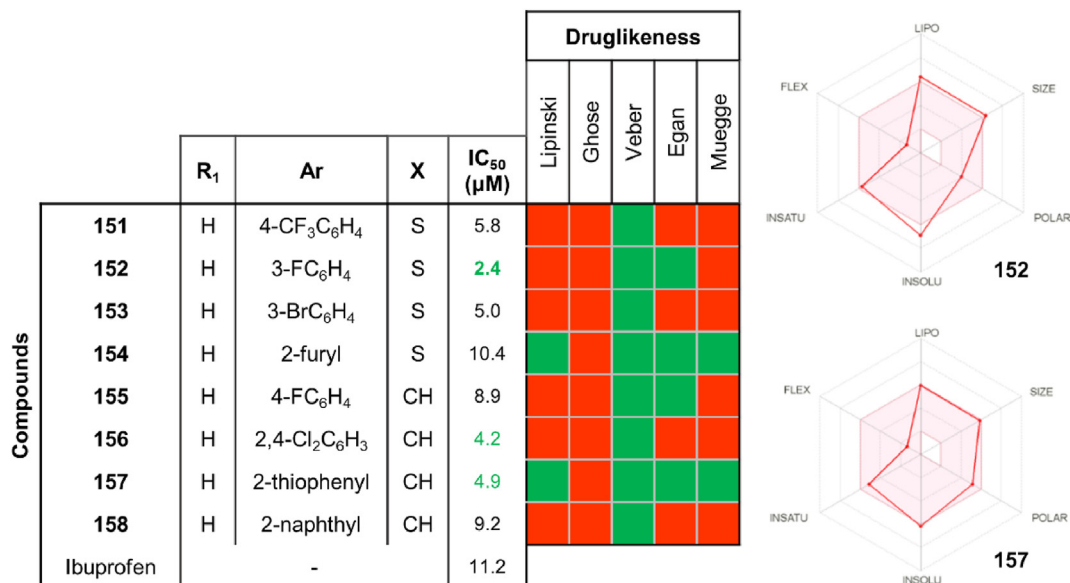 Druglikeness
Lipinski Ghose Veber Egan Muegge
R₁ Ar X IC₅₀ (µM)
Compounds
151 H 4-CF₃C₆H₄ S 5.8
152 H 3-FC₆H₄ S 2.4
153 H 3-BrC₆H₄ S 5.0
154 H 2-furyl S 10.4
155 H 4-FC₆H₄ CH 8.9
156 H 2,4-Cl₂C₆H₃ CH 4.2
157 H 2-thiophenyl CH 4.9
158 H 2-naphthyl CH 9.2
Ibuprofen - 11.2
LIPO
FLEX SIZE
INSATU POLAR
INSOLU
152
LIPO
FLEX SIZE
INSATU POLAR
INSOLU
157